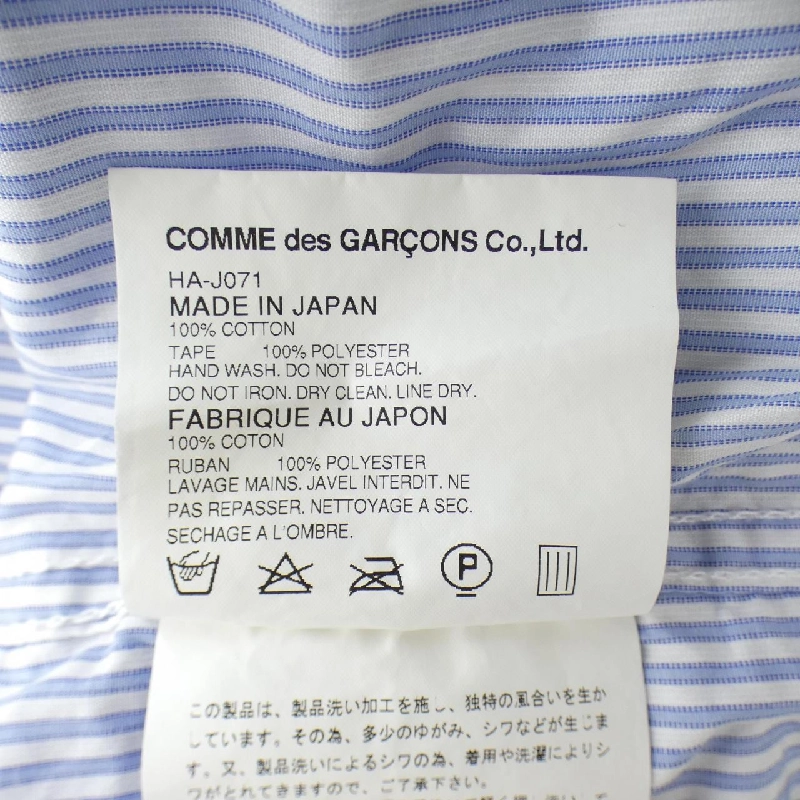 COMME des GARÇONS Co.,Ltd.
HA-J071
MADE IN JAPAN
100% COTTON
TAPE 100% POLYESTER
HAND WASH. DO NOT BLEACH.
DO NOT IRON. DRY CLEAN. LINE DRY.
FABRIQUE AU JAPON
100% COTON
RUBAN 100% POLYESTER
LAVAGE MAINS. JAVEL INTERDIT. NE
PAS REPASSER. NETTOYAGE A SEC.
SECHAGE A L'OMBRE.
P
この製品は、製品洗い加工を施し、独特の風合いを生か
しています。その為、多少のゆがみ、シワなどが生じま
す。又、製品洗いによるシワの為、着用や洗濯によりシ
ワがとれてきますので、ご了承下さい。